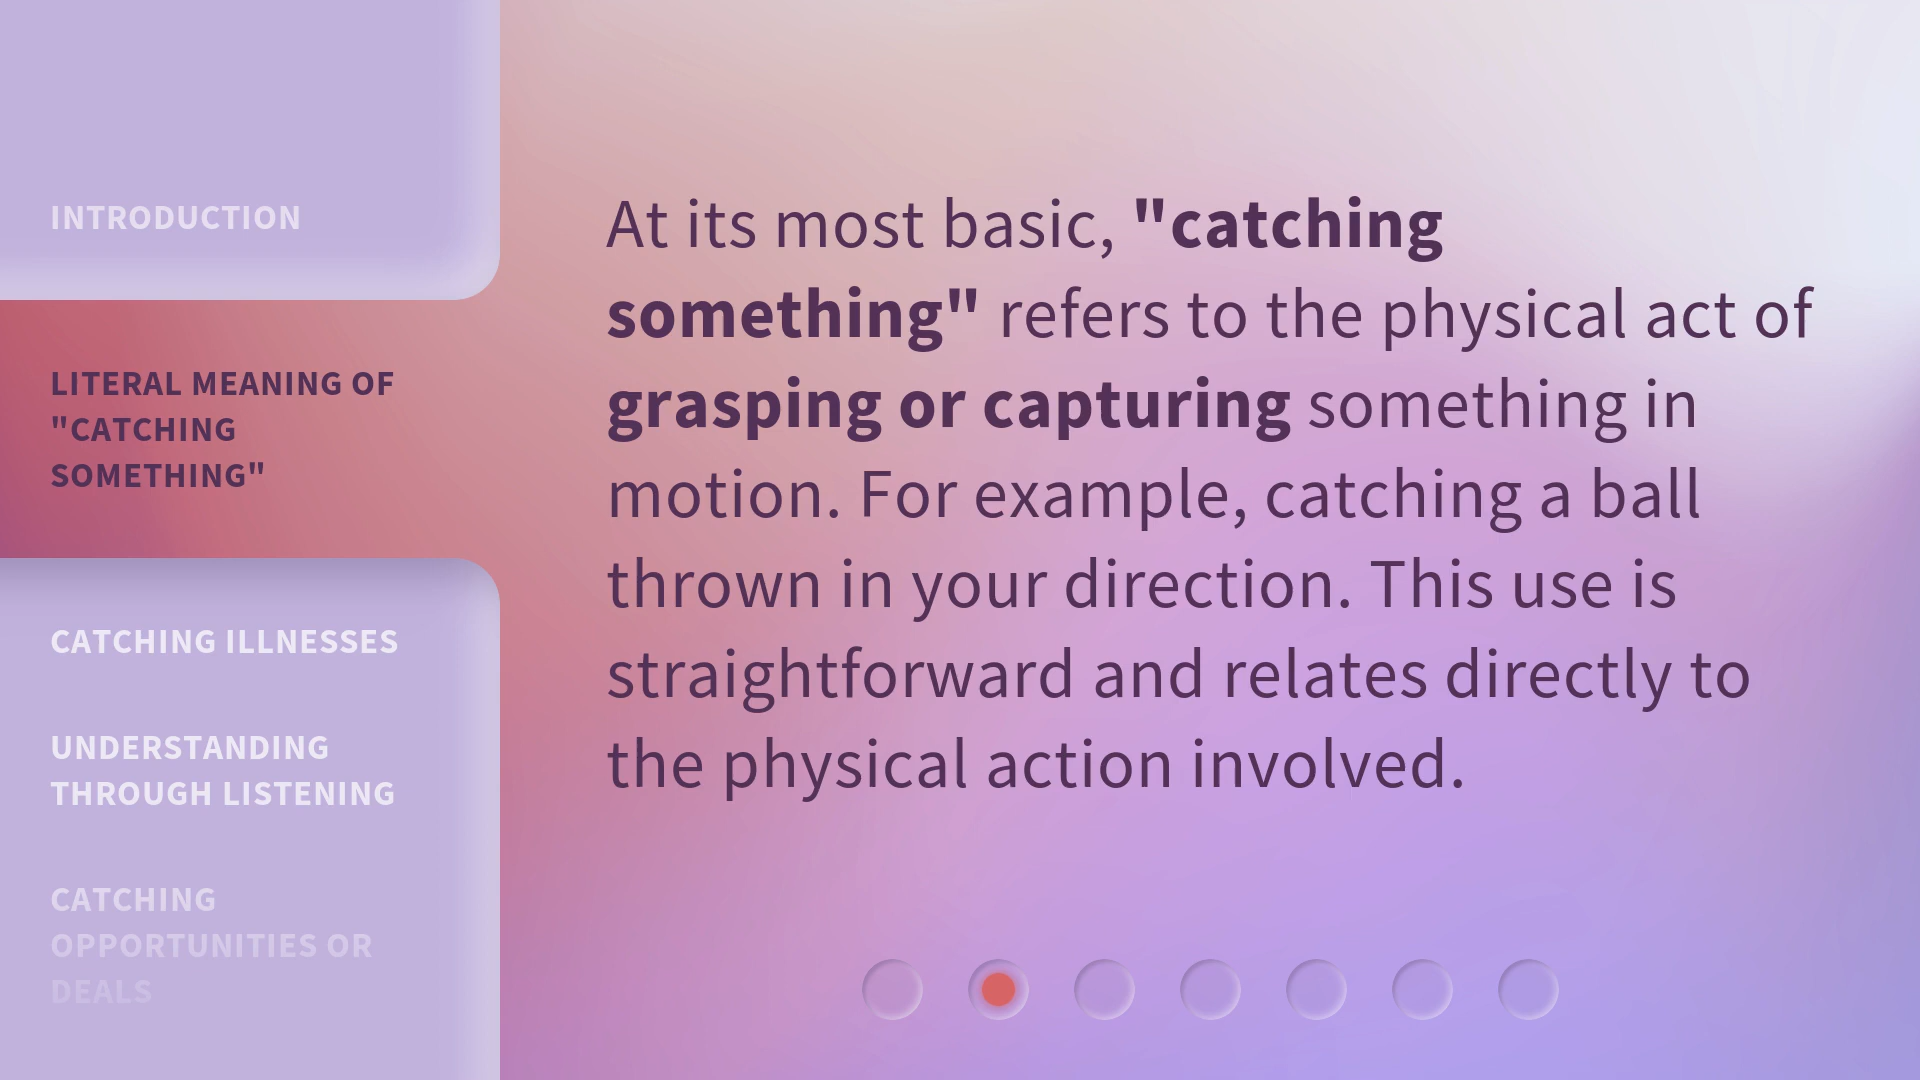 INTRODUCTION
LITERAL MEANING OF
"CATCHING
SOMETHING"
CATCHING ILLNESSES
UNDERSTANDING
THROUGH LISTENING
CATCHING
OPPORTUNITIES OR
DEALS
At its most basic, "catching
something" refers to the physical act of
grasping or capturing something in
motion. For example, catching a ball
thrown in your direction. This use is
straightforward and relates directly to
the physical action involved.